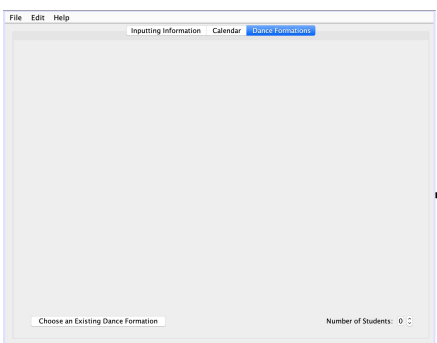 File Edit Help
Inputting Information Calendar Dance Formations
Choose an Existing Dance Formation Number of Students: 0